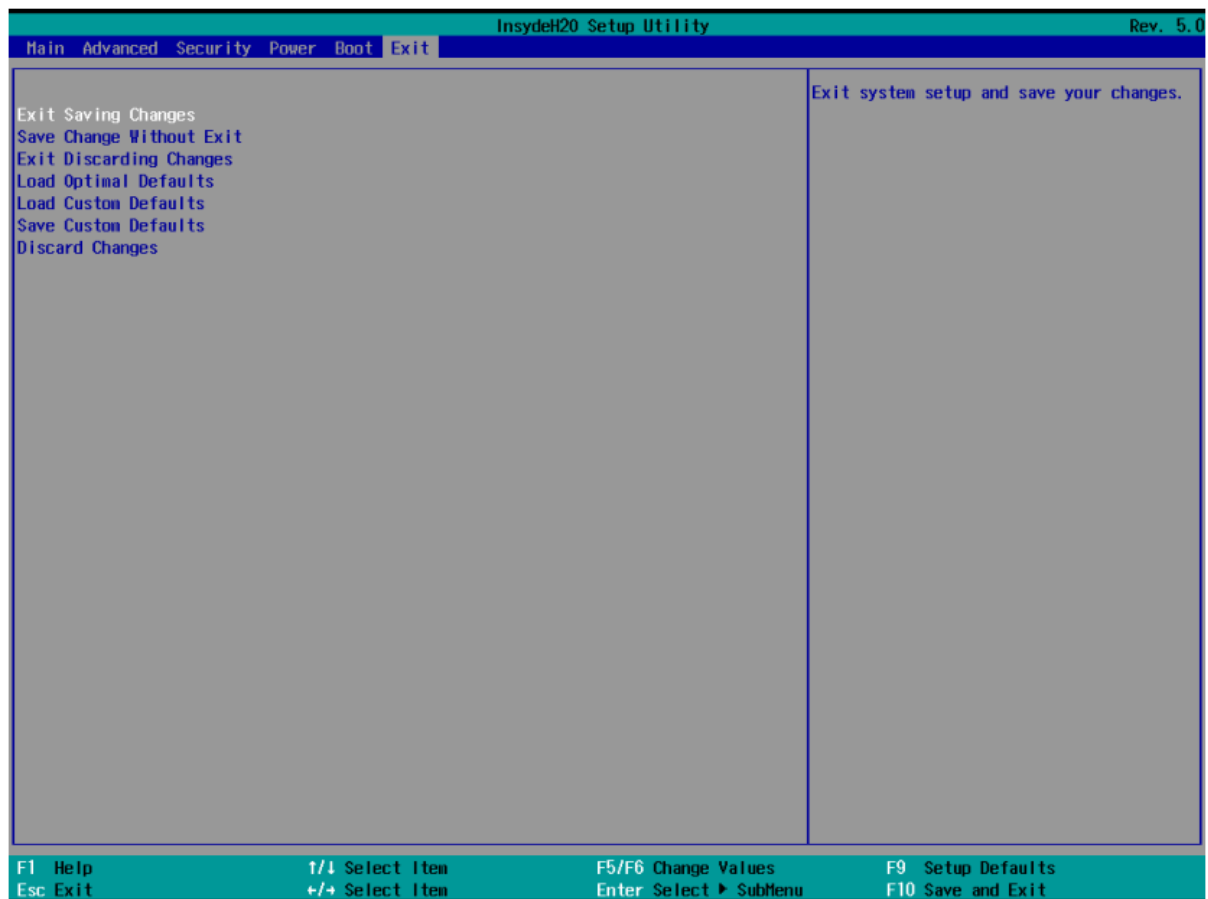 InsydeH20 Setup Utility Rev. 5.0
Main Advanced Security Power Boot Exit
Exit system setup and save your changes.
Exit Saving Changes
Save Change Without Exit
Exit Discarding Changes
Load Optimal Defaults
Load Custom Defaults
Save Custom Defaults
Discard Changes
F1 Help ↑/↓ Select Item F5/F6 Change Values F9 Setup Defaults
Esc Exit ←/→ Select Item Enter Select ▶ SubMenu F10 Save and Exit